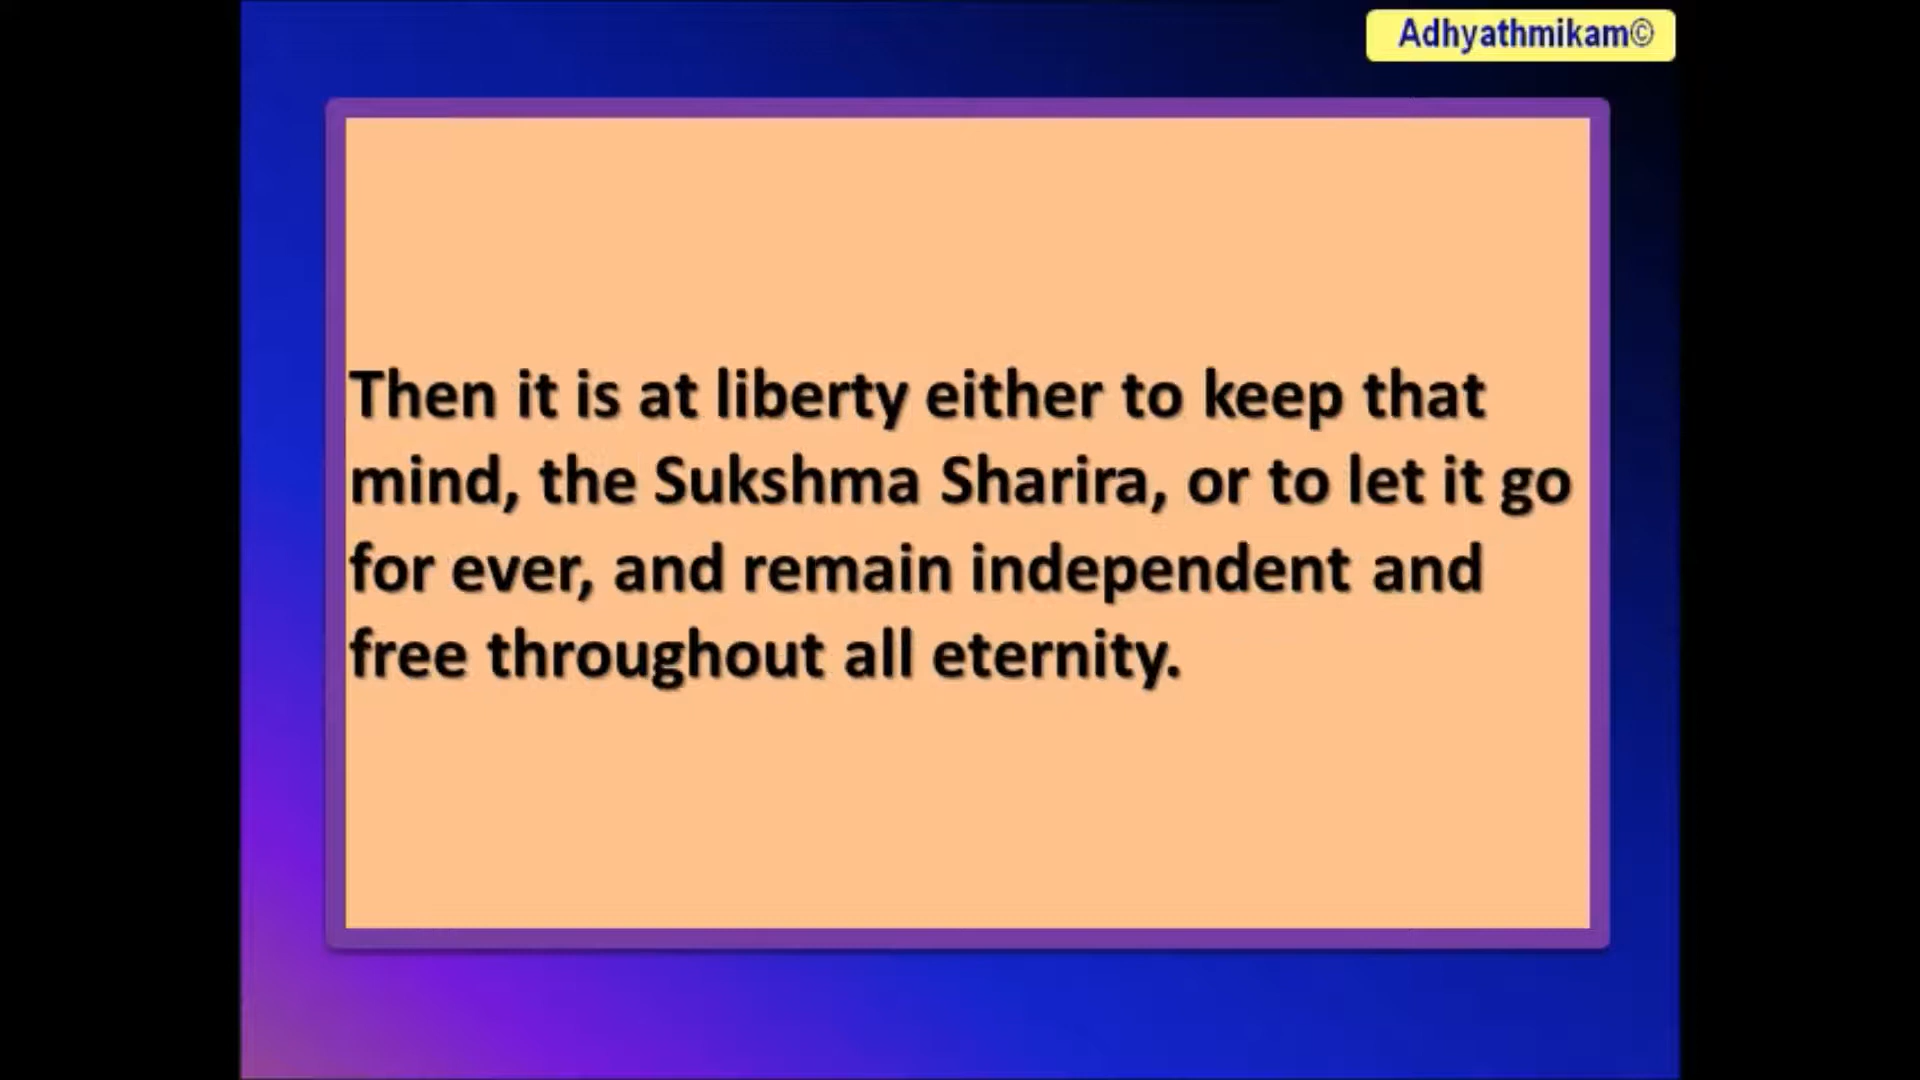 Adhyathmikam©
Then it is at liberty either to keep that
mind, the Sukshma Sharira, or to let it go
for ever, and remain independent and
free throughout all eternity.